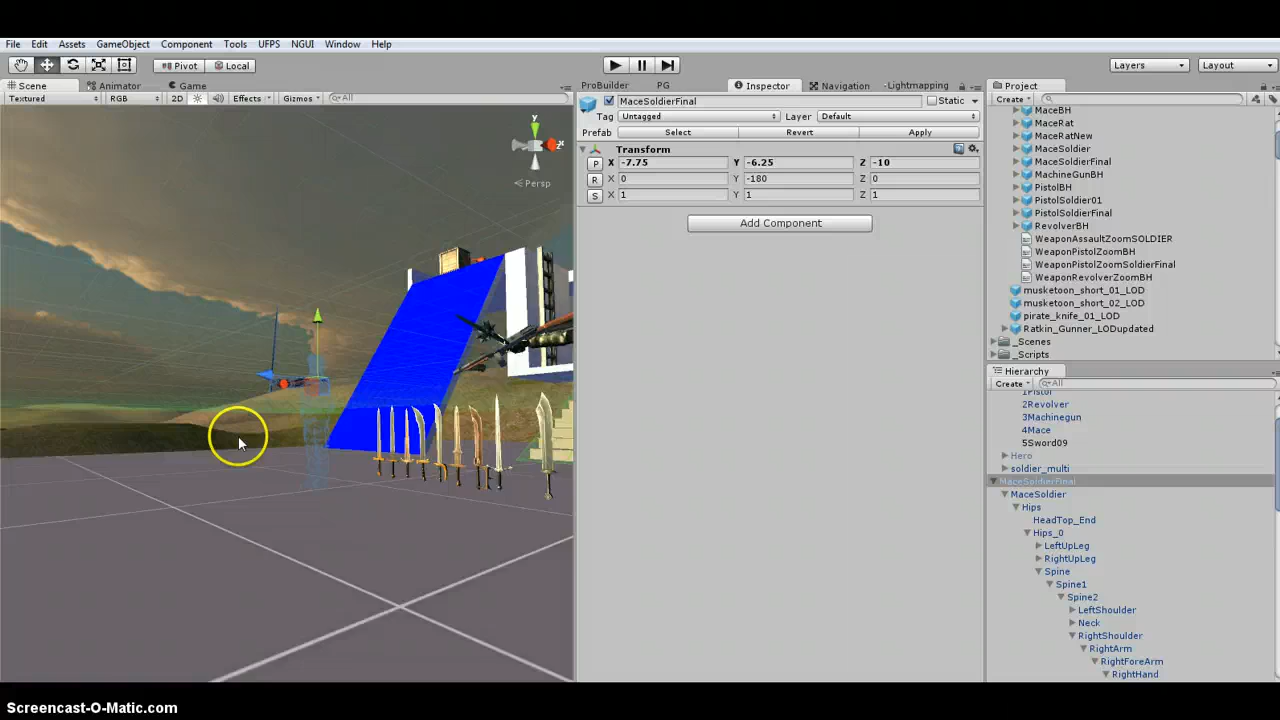 File Edit Assets GameObject Component Tools UFPS NGUI Window Help
Pivot Local Layers Layout
Scene Animator Game ProBuilder PG Inspector Navigation Lightmapping Project
Textured RGB 2D Effects Gizmos All
Create
MaceSoldierFinal Static
Tag Untagged Layer Default
Prefab Select Revert Apply
Transform
P X -7.75 Y -6.25 Z -10
R X 0 Y -180 Z 0
S X 1 Y 1 Z 1
Add Component
y
z
Persp
MaceBH
MaceRat
MaceRatNew
MaceSoldier
MaceSoldierFinal
MachineGunBH
PistolBH
PistolSoldier01
PistolSoldierFinal
RevolverBH
WeaponAssaultZoomSOLDIER
WeaponPistolZoomBH
WeaponPistolZoomSoldierFinal
WeaponRevolverZoomBH
musketoon_short_01_LOD
musketoon_short_02_LOD
pirate_knife_01_LOD
Ratkin_Gunner_LODupdated
_Scenes
_Scripts
Hierarchy
Create All
1Pistol
2Revolver
3Machinegun
4Mace
5Sword09
Hero
soldier_multi
MaceSoldierFinal
MaceSoldier
Hips
HeadTop_End
Hips_0
LeftUpLeg
RightUpLeg
Spine
Spine1
Spine2
LeftShoulder
Neck
RightShoulder
RightArm
RightForeArm
RightHand
Screencast-O-Matic.com